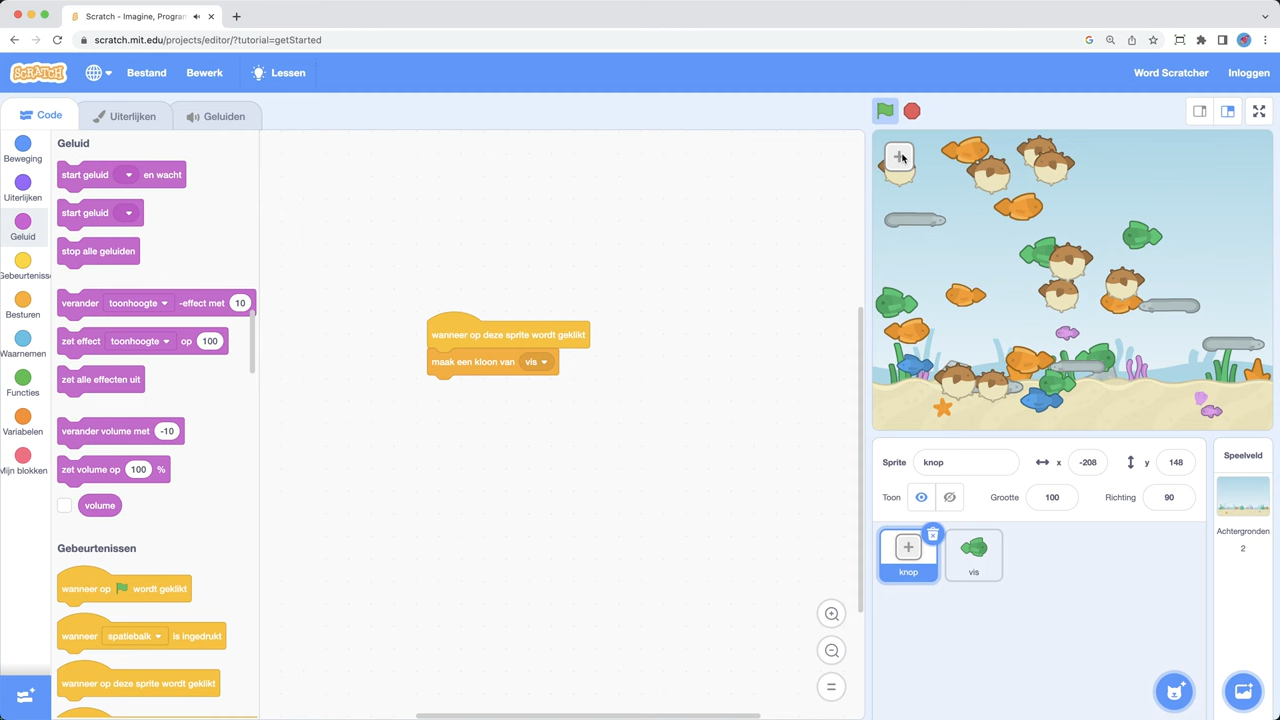 Scratch - Imagine, Program
scratch.mit.edu/projects/editor/?tutorial=getStarted
SCRATCH
Bestand
Bewerk
Lessen
Word Scratcher
Inloggen
Code
Uiterlijken
Geluiden
Beweging
Uiterlijken
Geluid
Gebeurteniss
Besturen
Waarnemen
Functies
Variabelen
Mijn blokken
Geluid
start geluid en wacht
start geluid
stop alle geluiden
verander toonhoogte -effect met 10
zet effect toonhoogte op 100
zet alle effecten uit
verander volume met -10
zet volume op 100 %
volume
Gebeurtenissen
wanneer op wordt geklikt
wanneer spatiebalk is ingedrukt
wanneer op deze sprite wordt geklikt
wanneer op deze sprite wordt geklikt
maak een kloon van vis
Sprite knop x -208 y 148
Toon Grootte 100 Richting 90
knop
vis
Speelveld
Achtergronden
2